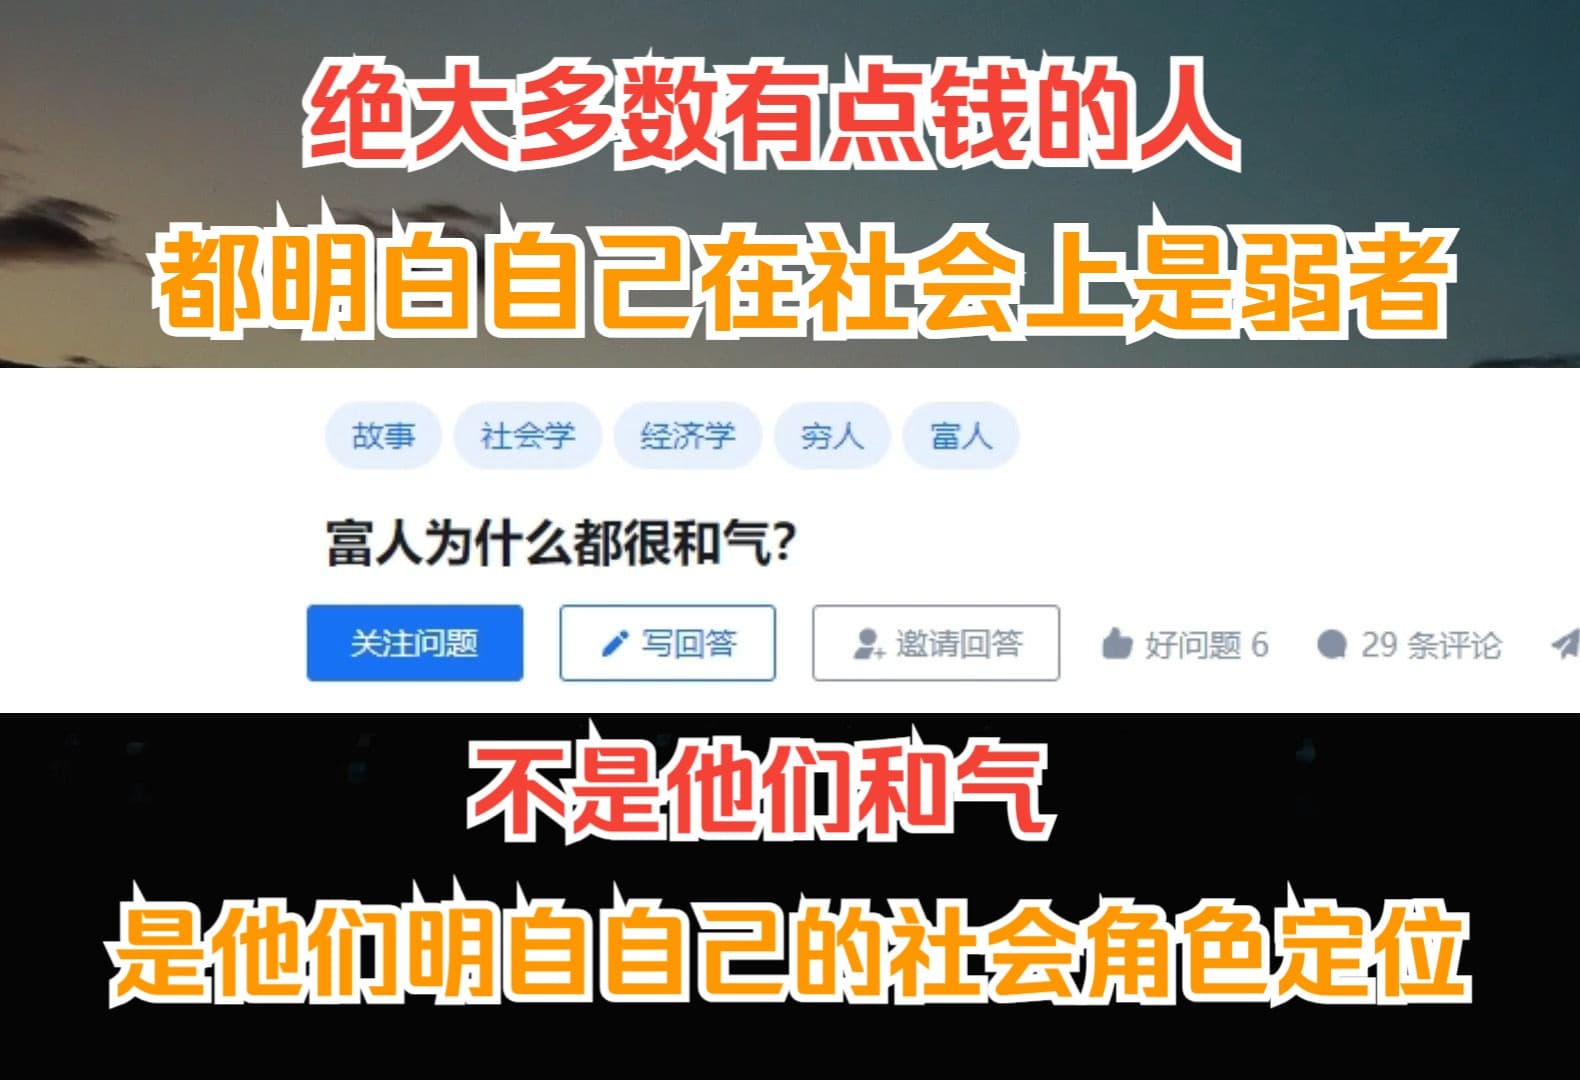 绝大多数有点钱的人
都明白自己在社会上是弱者
故事 社会学 经济学 穷人 富人
富人为什么都很和气?
关注问题 写回答 邀请回答 好问题 6 29 条评论
不是他们和气
是他们明自自己的社会角色定位